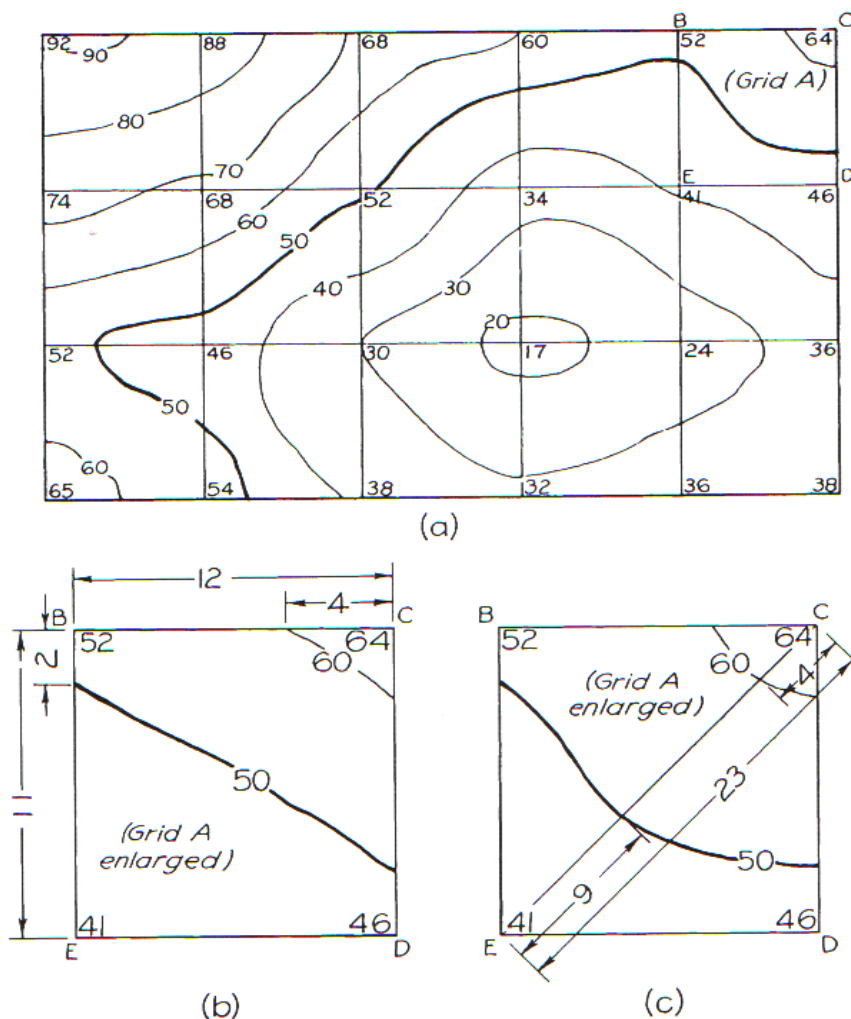 B C
92 88 68 60 52 64
90
(Grid A)
80
70
E D
74 68 52 34 41 46
60
50
40 30
20
52 46 30 17 24 36
50
60
65 54 38 32 36 38
(a)
12
B 4 C
52 64
60
2
11
50
(Grid A
enlarged)
41 46
E D
(b)
B C
52 64
60
4
(Grid A
enlarged)
23
50
9
41 46
E D
(c)